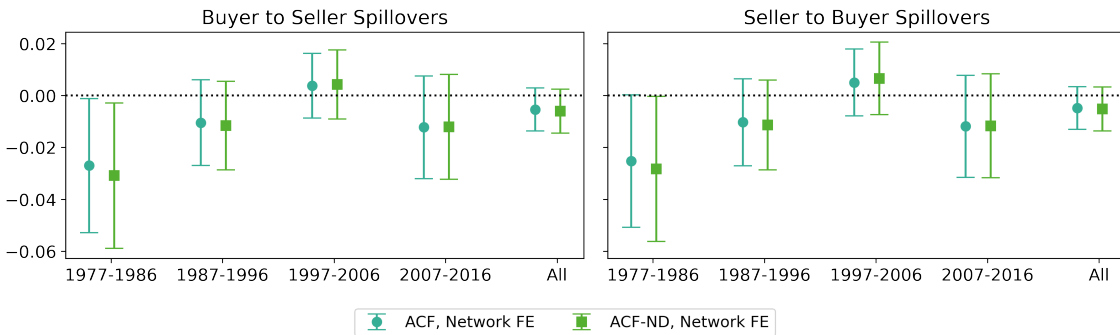 Buyer to Seller Spillovers
Seller to Buyer Spillovers
0.02
0.00
−0.02
−0.04
−0.06
1977-1986 1987-1996 1997-2006 2007-2016 All
1977-1986 1987-1996 1997-2006 2007-2016 All
ACF, Network FE ACF-ND, Network FE